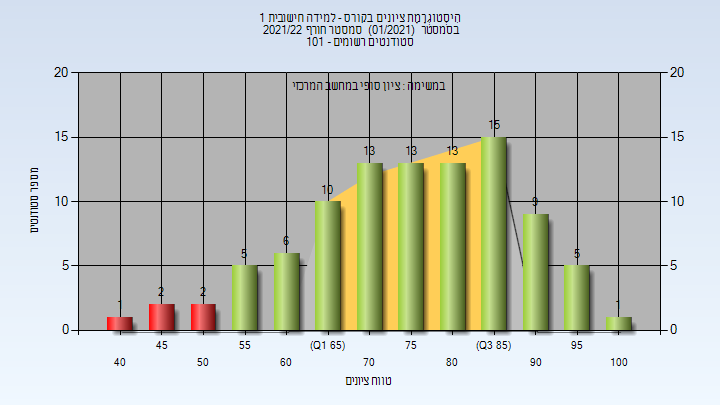 היסטוגרמת ציונים בקורס - למידה חישובית 1
בסמסטר (01/2021) סמסטר חורף 2021/22
סטודנטים רשומים - 101
במשימה : ציון סופי במחשב המרכזי
20 20
15 15
10 10
5 5
0 0
מספר סטודנטים
1 2 2 5 6 10 13 13 13 15 9 5 1
45 55 (Q1 65) 75 (Q3 85) 95
40 50 60 70 80 90 100
טווח ציונים